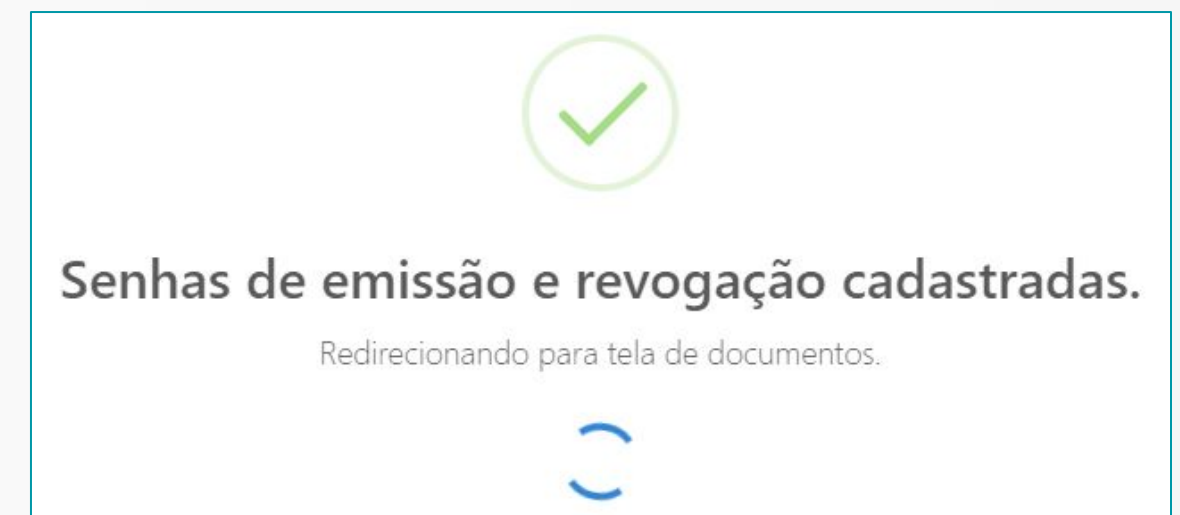 Senhas de emissão e revogação cadastradas.
Redirecionando para tela de documentos.